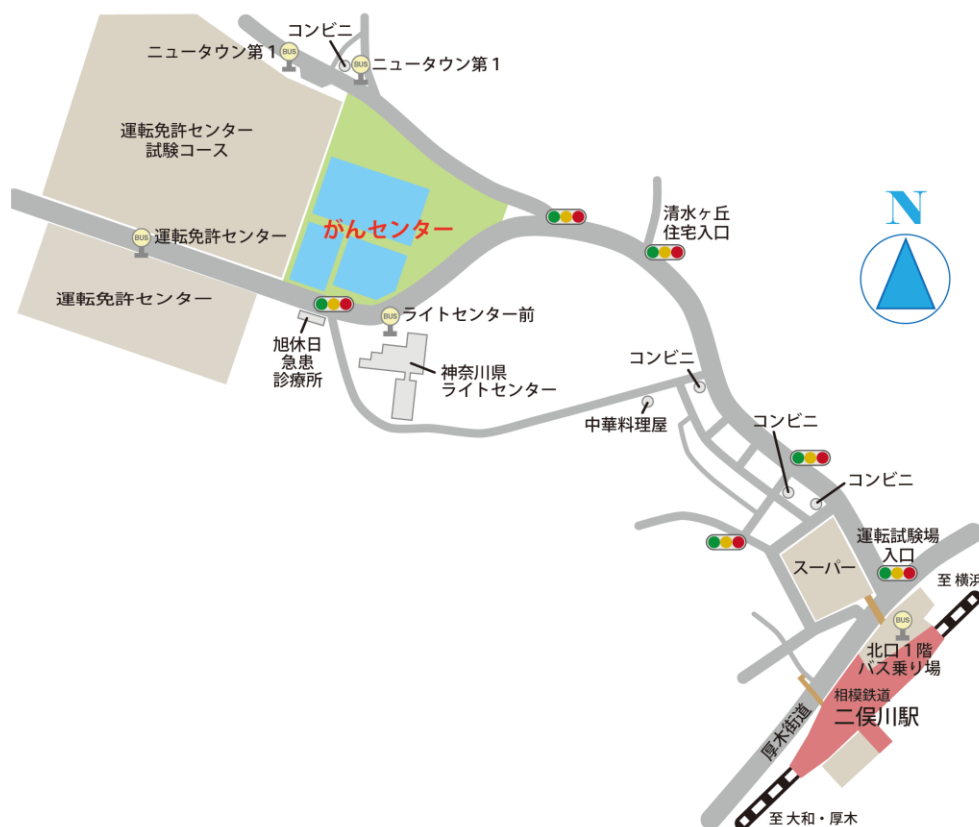 コンビニ
ニュータウン第1
BUS
BUS
ニュータウン第1
運転免許センター
試験コース
がんセンター
清水ヶ丘
住宅入口
N
BUS
運転免許センター
運転免許センター
BUS
ライトセンター前
旭休日
急患
診療所
神奈川県
ライトセンター
コンビニ
中華料理屋
コンビニ
コンビニ
運転試験場
入口
スーパー
至 横浜
BUS
北口1階
バス乗り場
相模鉄道
二俣川駅
厚木街道
至 大和・厚木